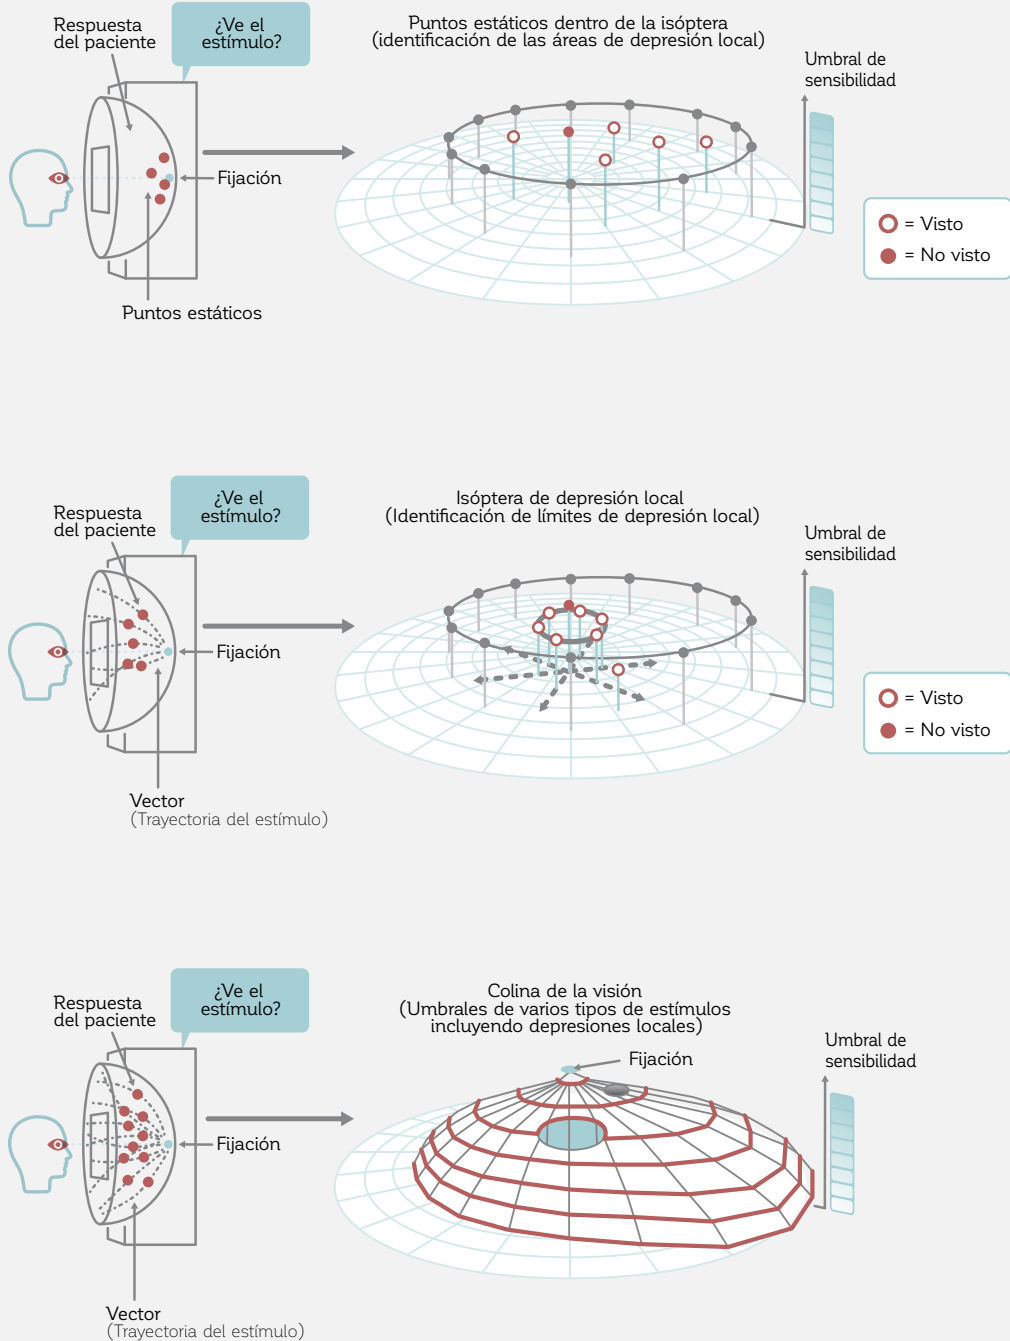 Respuesta
del paciente
¿Ve el
estímulo?
Puntos estáticos dentro de la isóptera
(identificación de las áreas de depresión local)
Umbral de
sensibilidad
Fijación
= Visto
= No visto
Puntos estáticos
Respuesta
del paciente
¿Ve el
estímulo?
Isóptera de depresión local
(Identificación de límites de depresión local)
Umbral de
sensibilidad
Fijación
= Visto
= No visto
Vector
(Trayectoria del estímulo)
Respuesta
del paciente
¿Ve el
estímulo?
Colina de la visión
(Umbrales de varios tipos de estímulos
incluyendo depresiones locales)
Fijación
Umbral de
sensibilidad
Fijación
Vector
(Trayectoria del estímulo)